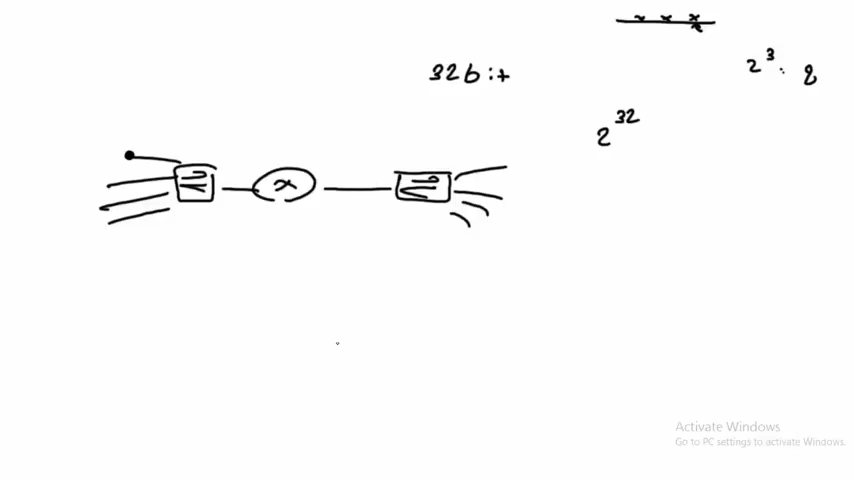 x x x
x
2³ : 8
32bit
2³²
x
Activate Windows
Go to PC settings to activate Windows.